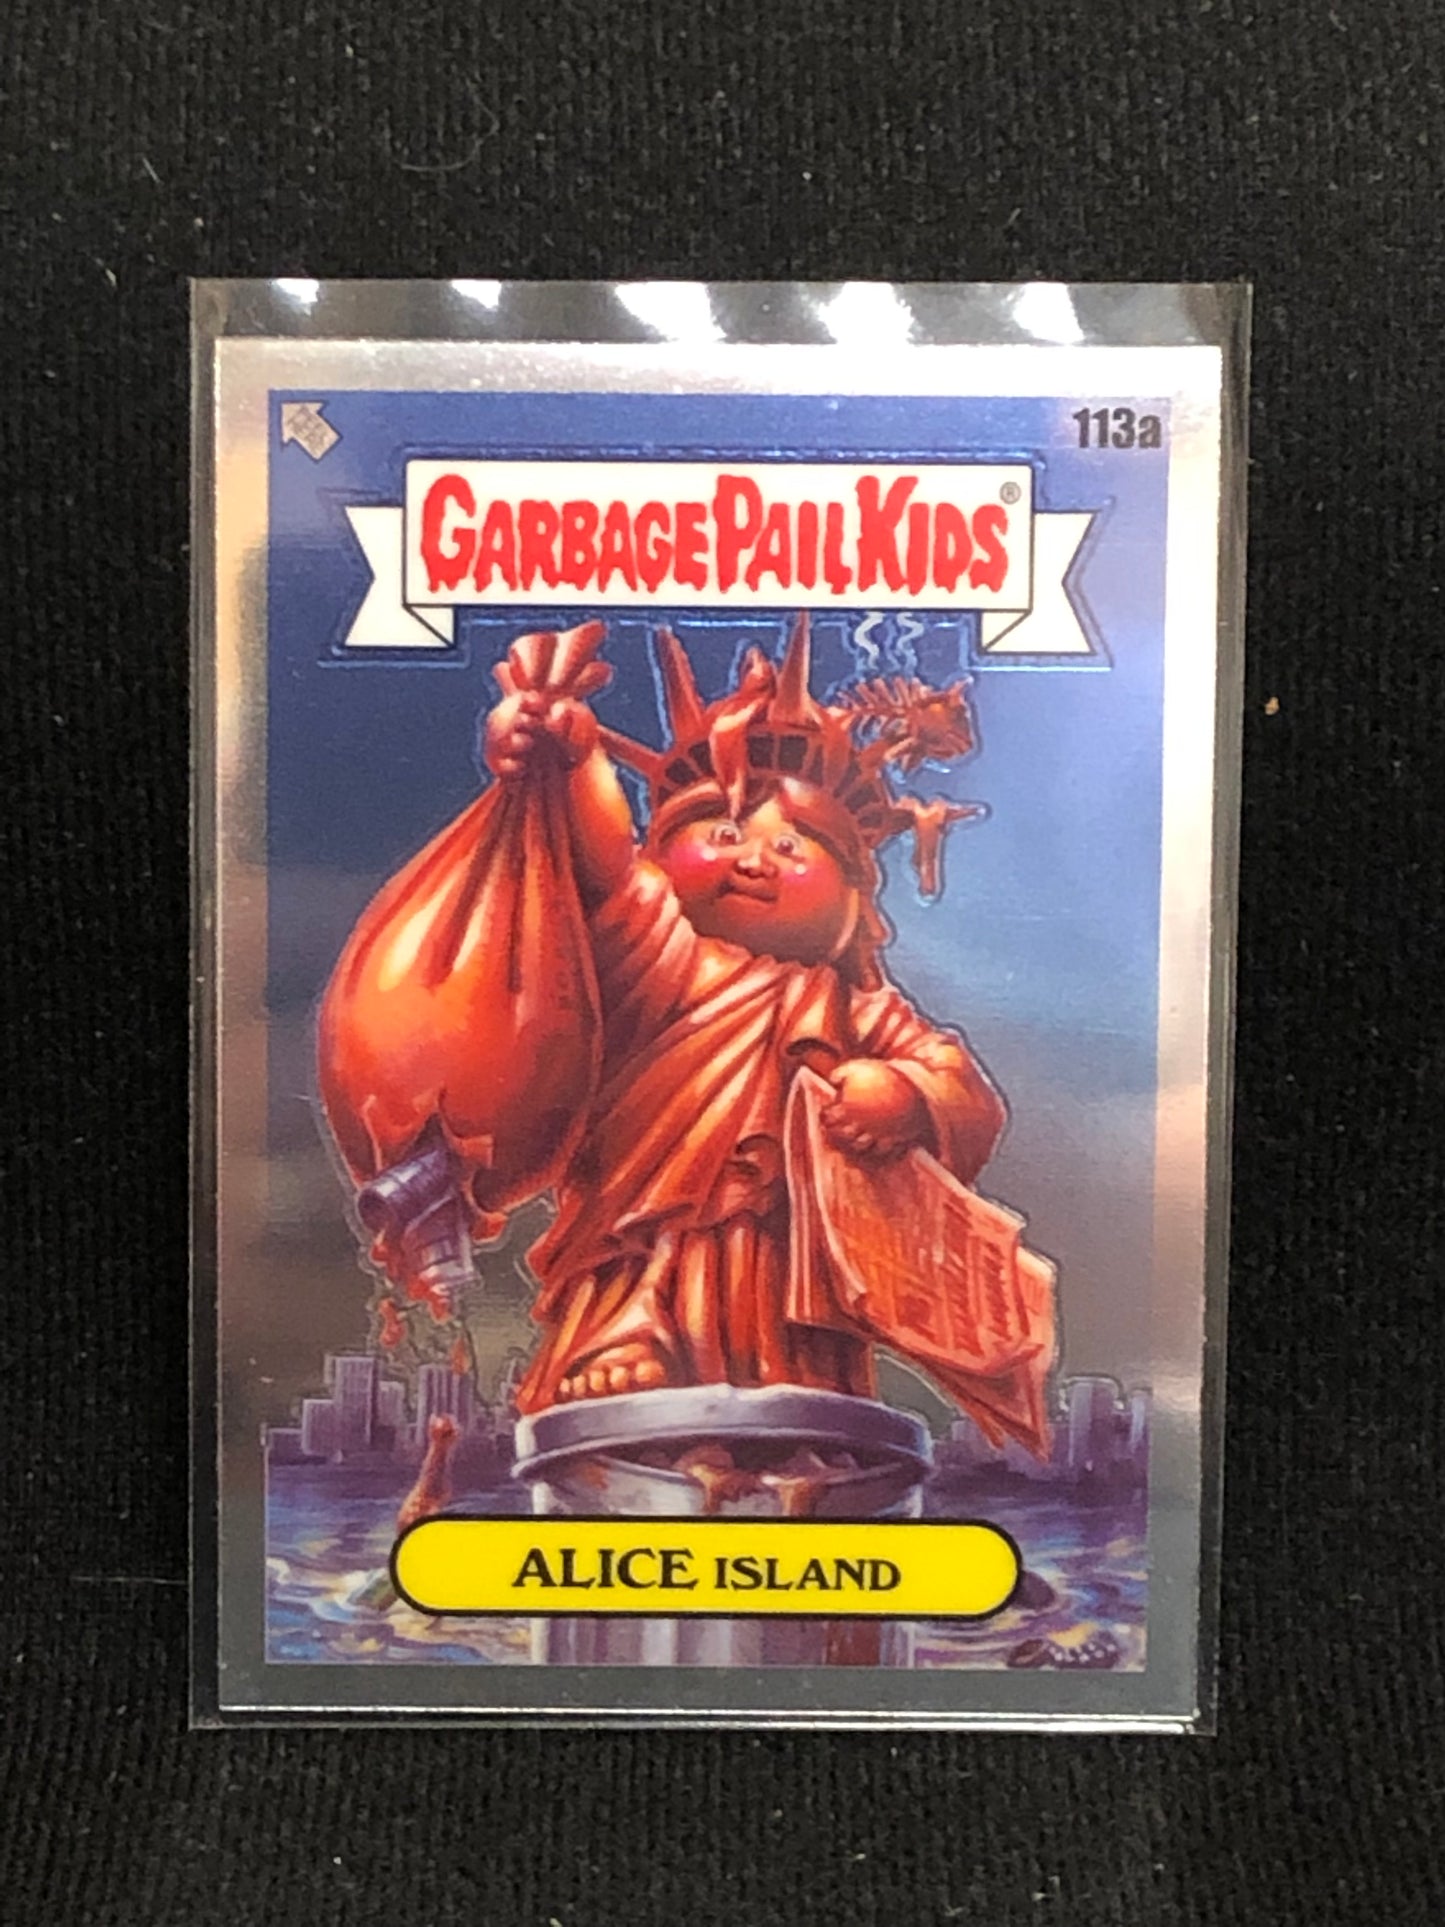 113a
GARBAGE PAIL KIDS®
ALICE ISLAND